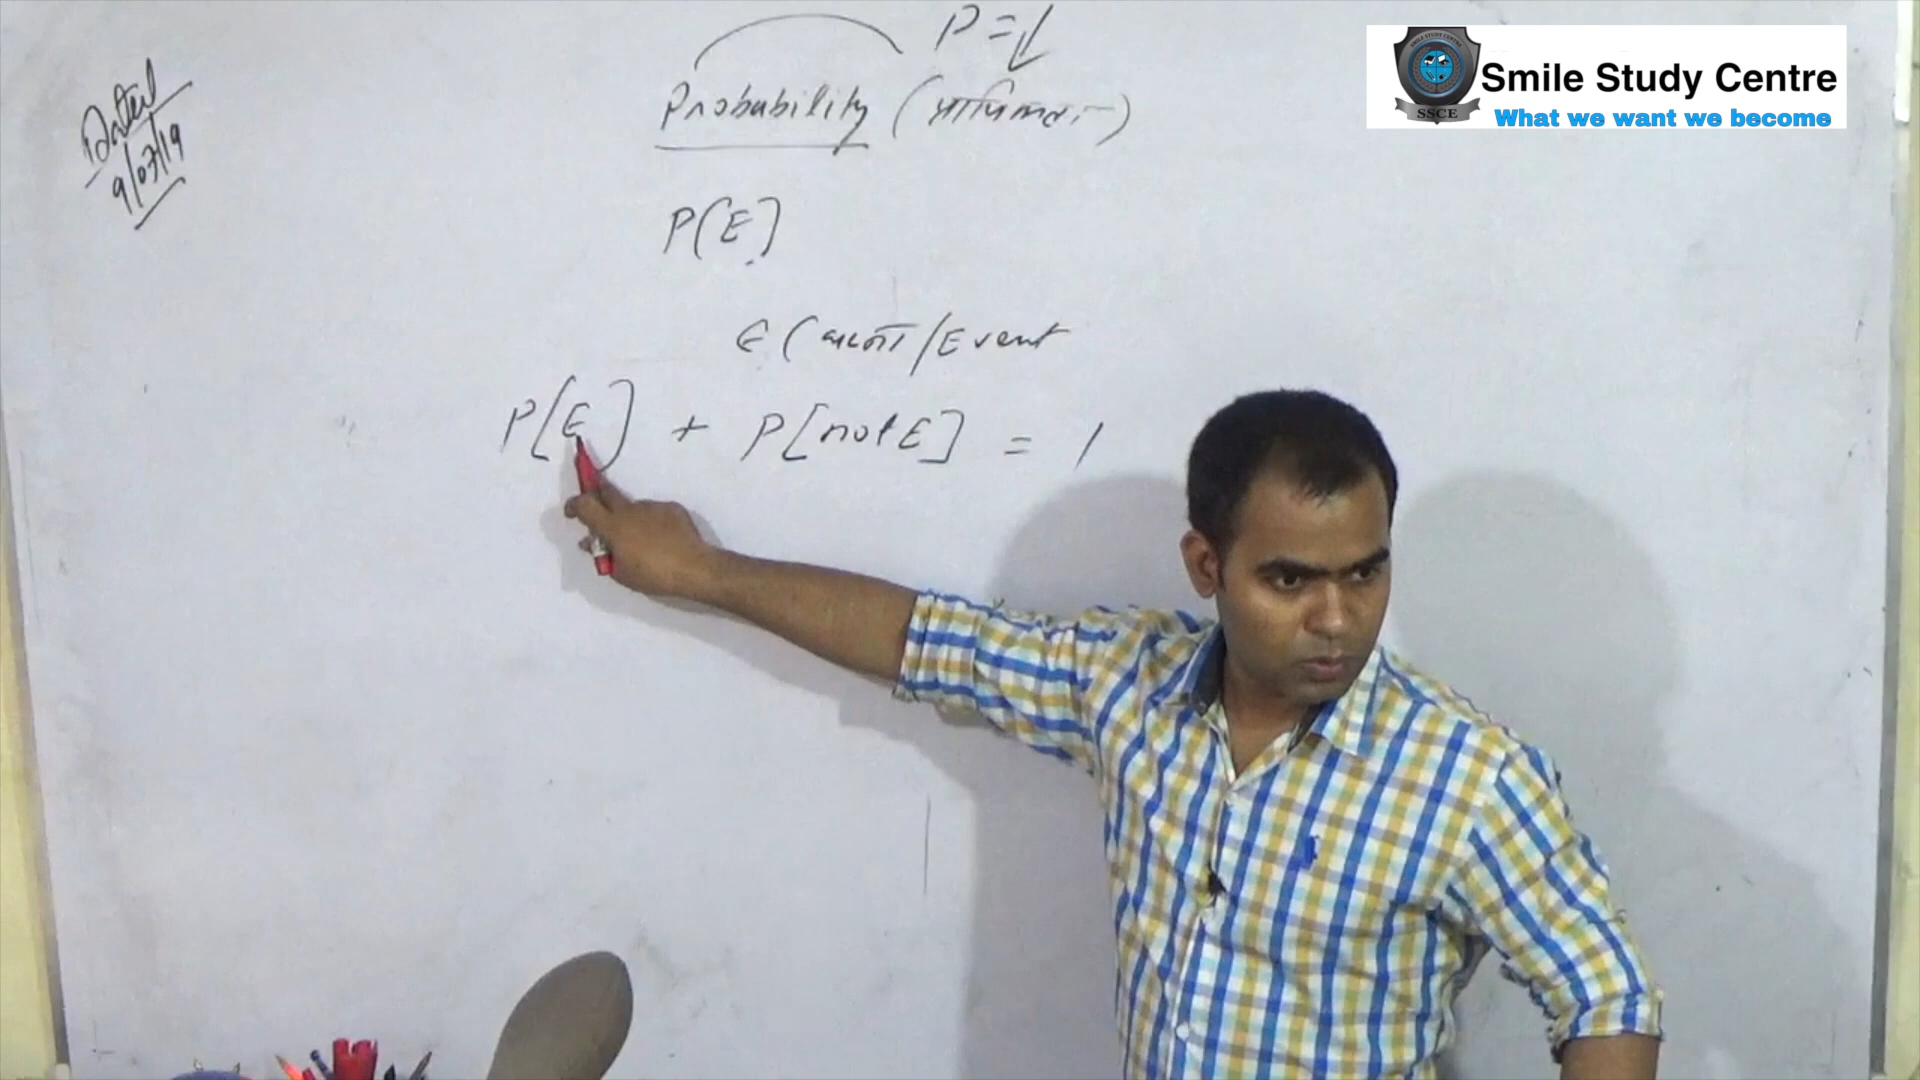 Dated
9/07/19
P = 1
Probability (प्रायिकता)
P(E)
E (घटना/Event
P[E) + P[not E] = 1
Smile Study Centre
What we want we become
SSCE